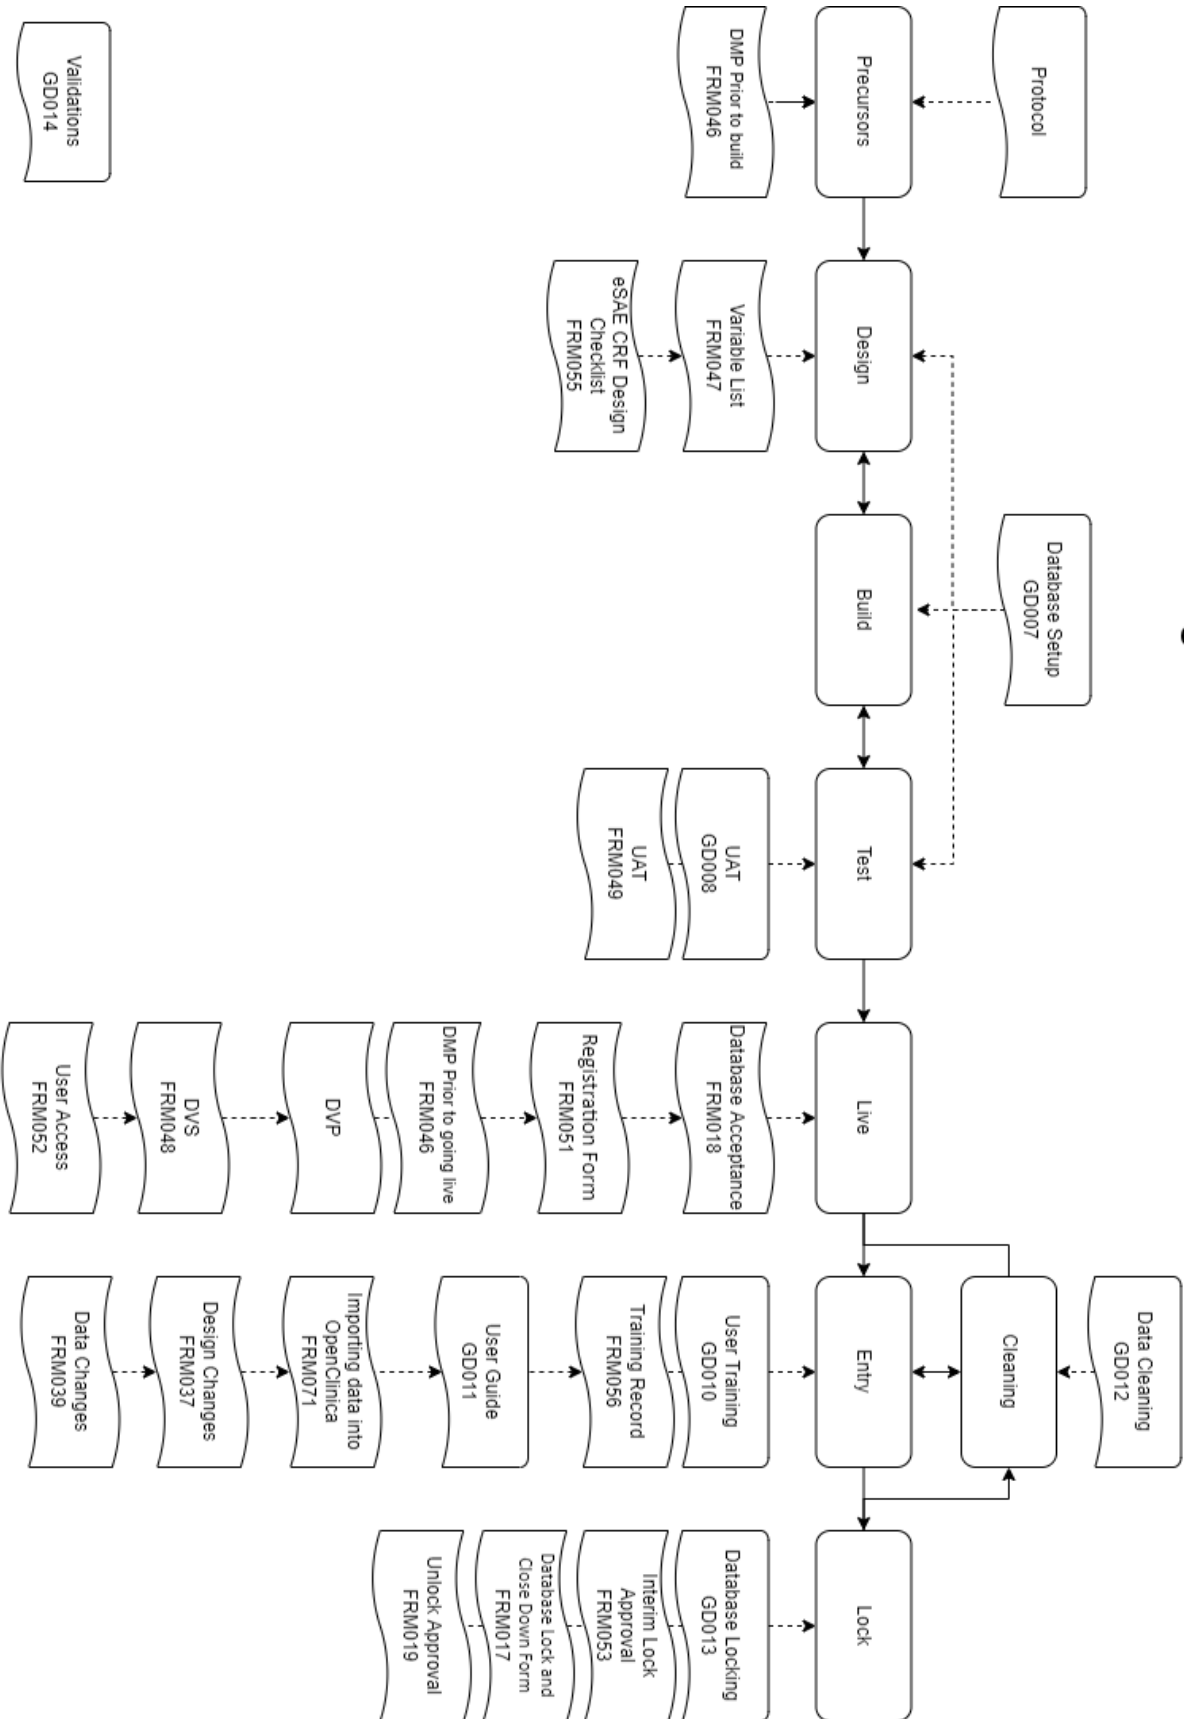 Protocol
Database Setup
GD007
Data Cleaning
GD012
Cleaning
Precursors
Design
Build
Test
Live
Entry
Lock
DMP Prior to build
FRM046
Variable List
FRM047
eSAE CRF Design
Checklist
FRM055
UAT
GD008
UAT
FRM049
Database Acceptance
FRM018
Registration Form
FRM051
DMP Prior to going live
FRM046
DVP
DVS
FRM048
User Access
FRM052
User Training
GD010
Training Record
FRM056
User Guide
GD011
Importing data into
OpenClinica
FRM071
Design Changes
FRM037
Data Changes
FRM039
Database Locking
GD013
Interim Lock
Approval
FRM053
Database Lock and
Close Down Form
FRM017
Unlock Approval
FRM019
Validations
GD014